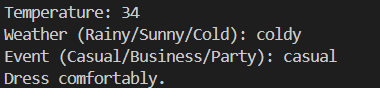 Temperature: 34
Weather (Rainy/Sunny/Cold): coldy
Event (Casual/Business/Party): casual
Dress comfortably.